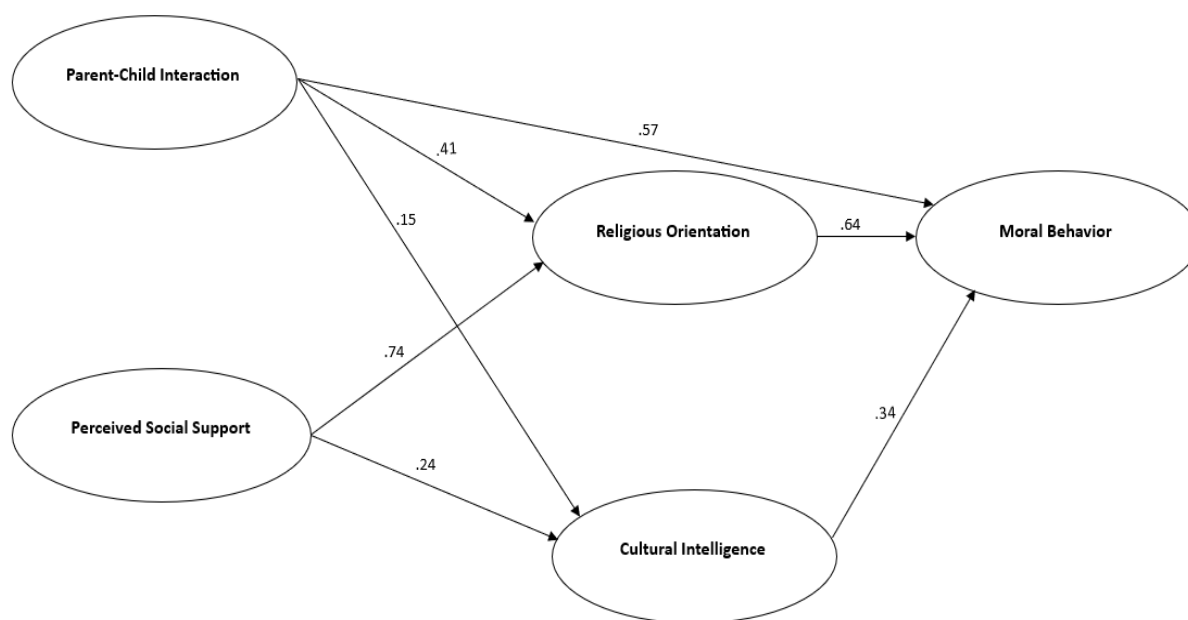 Parent-Child Interaction
.57
.41
.15
Religious Orientation
.64
Moral Behavior
.74
Perceived Social Support
.34
.24
Cultural Intelligence